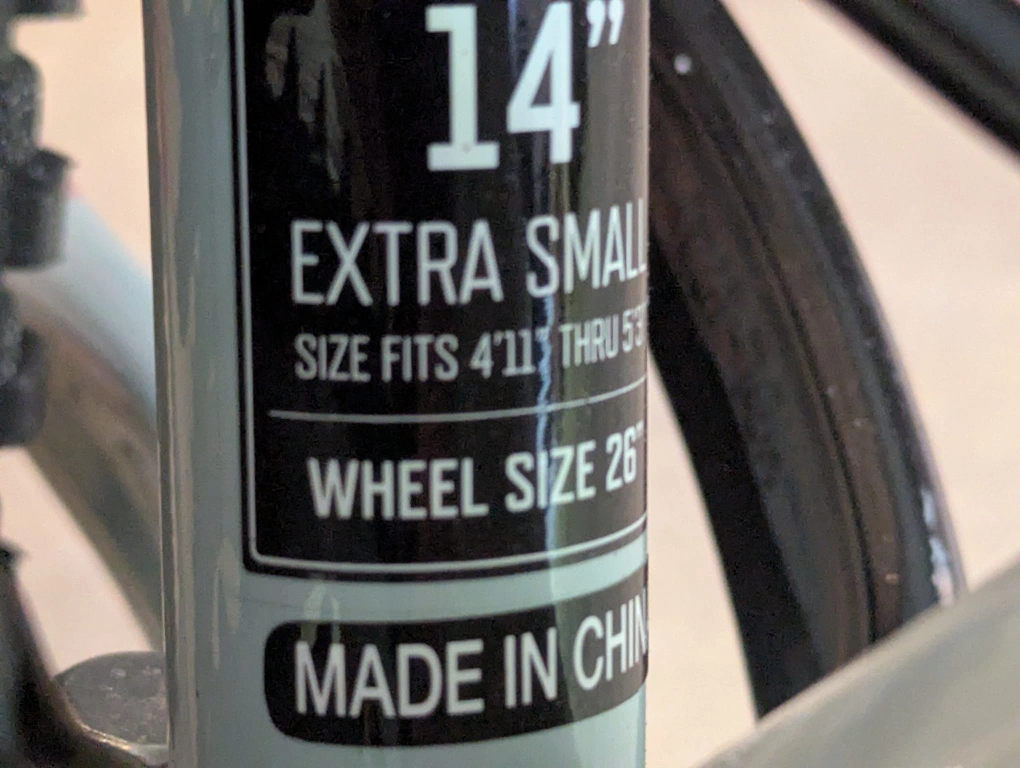 14”
EXTRA SMALL
SIZE FITS 4'11" THRU 5'3"
WHEEL SIZE 26"
MADE IN CHIN